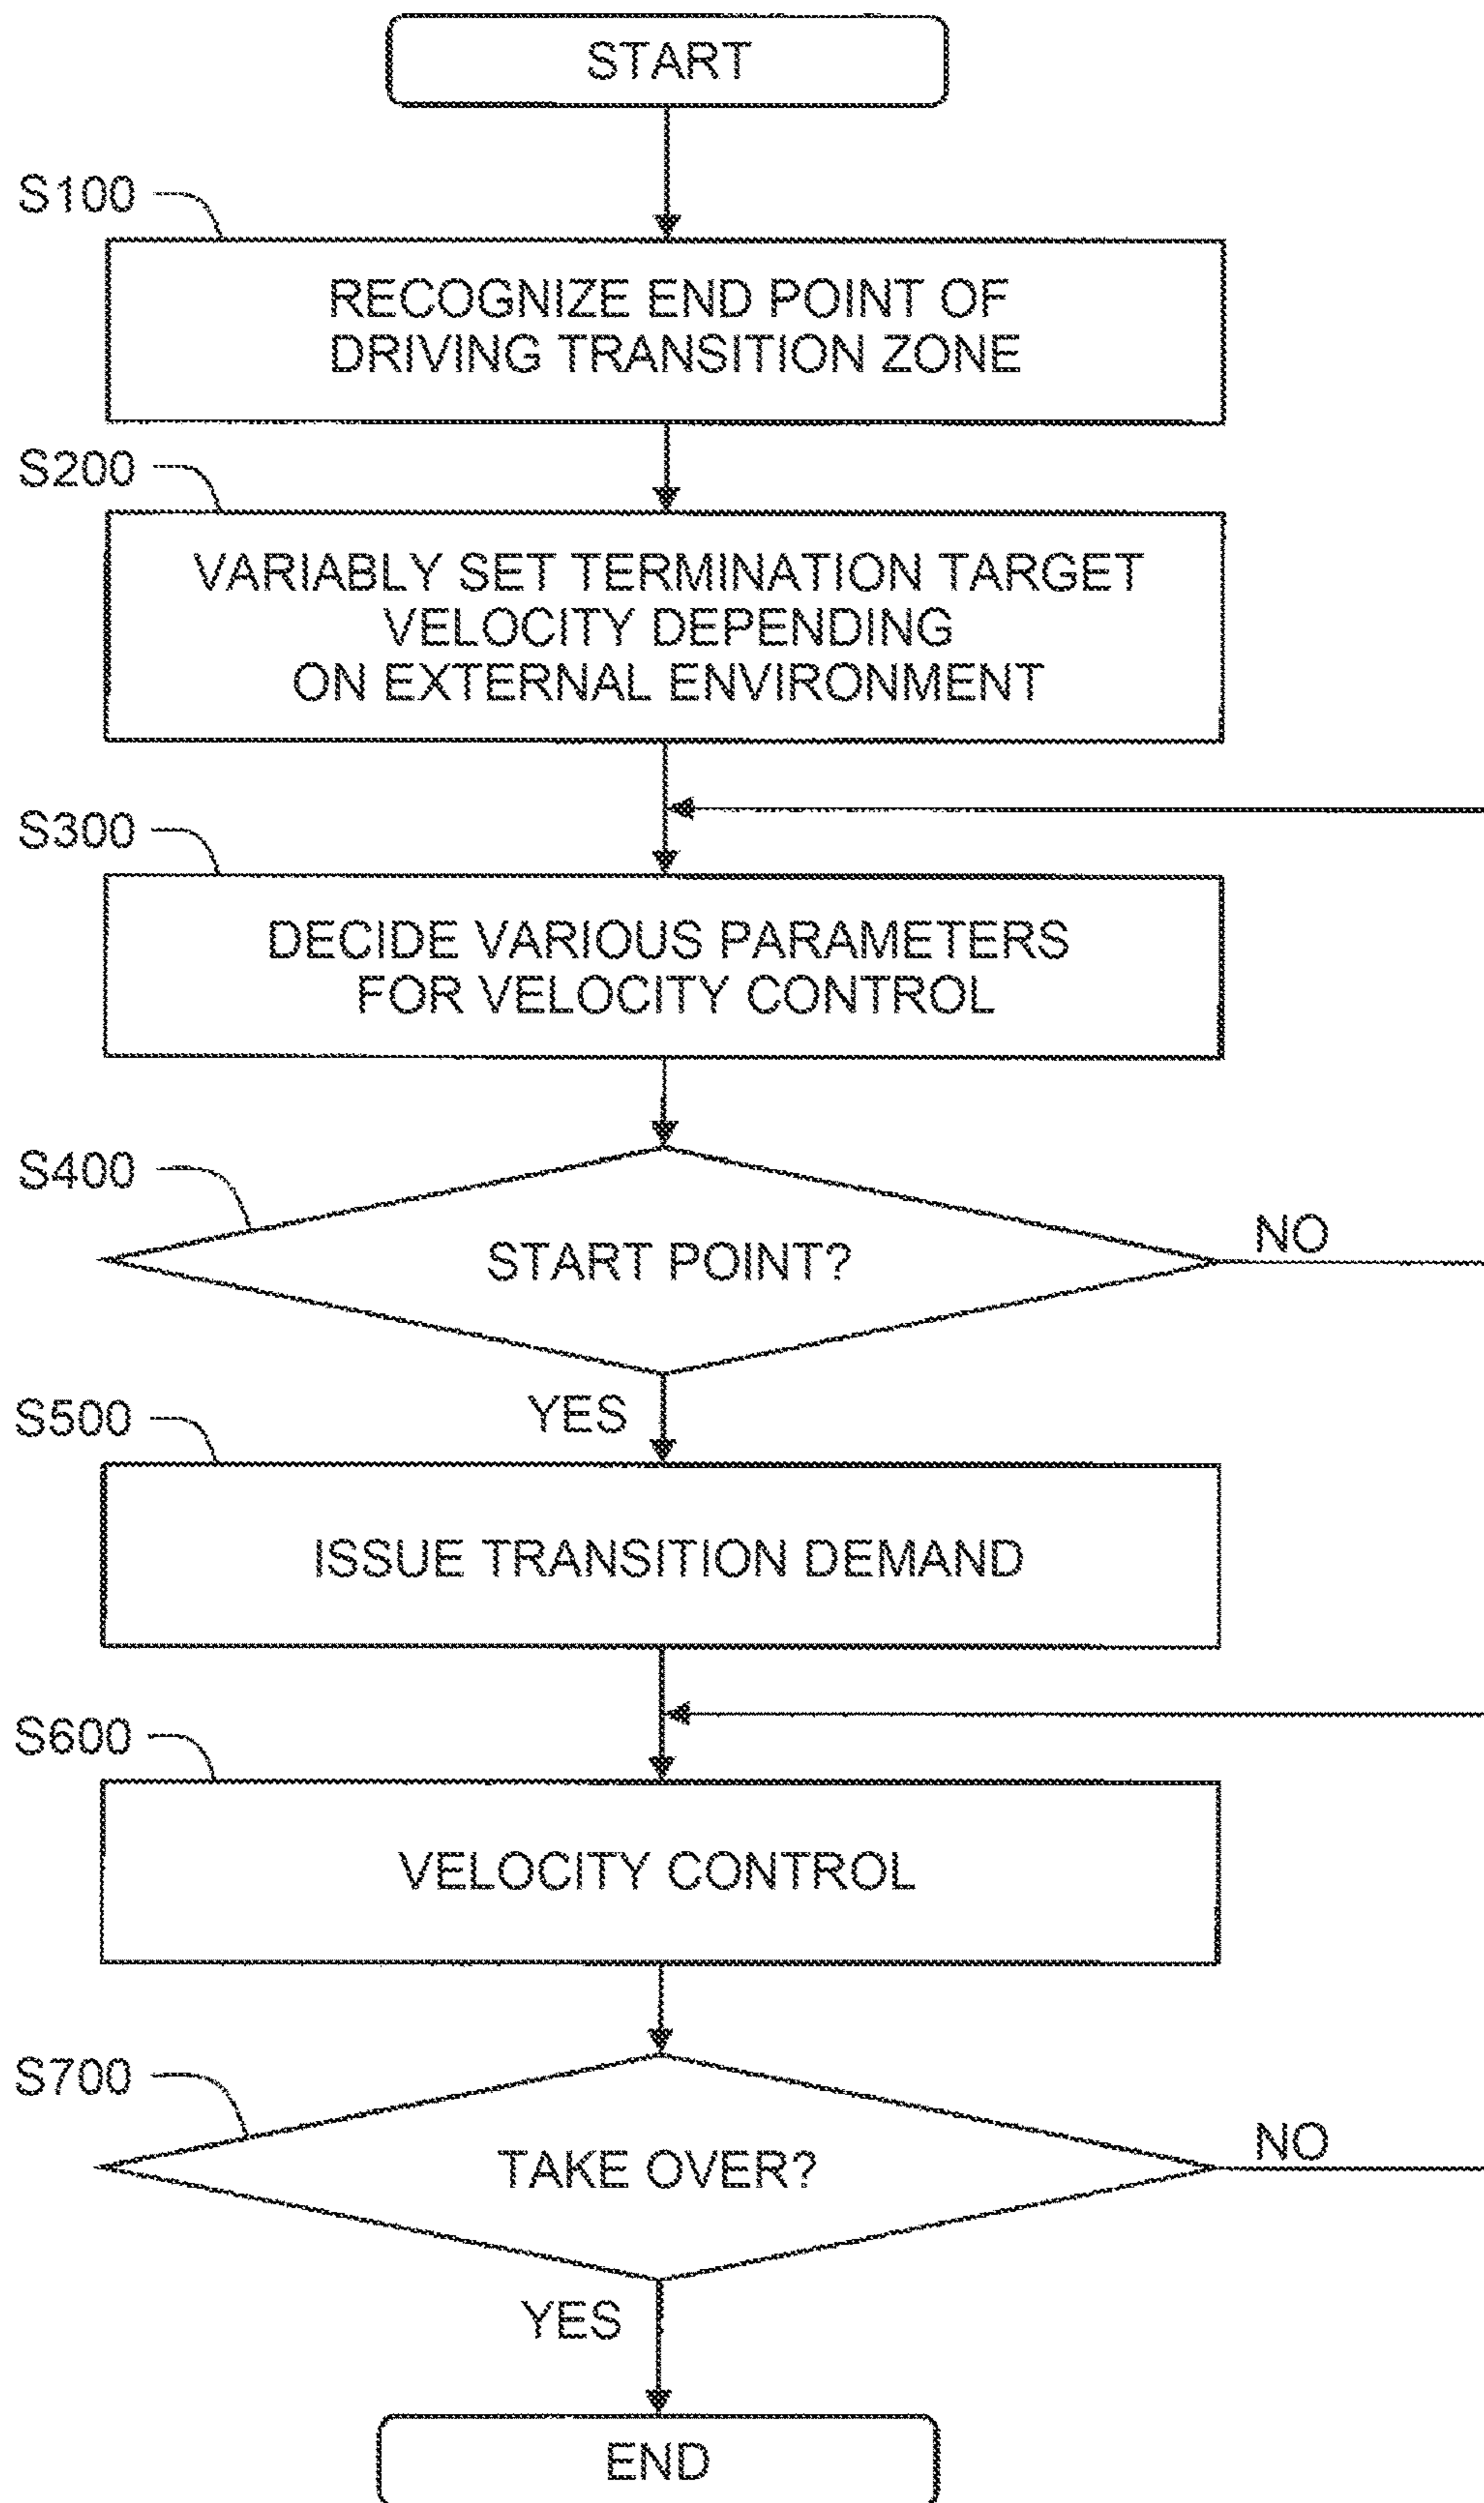 START
S100
RECOGNIZE END POINT OF
DRIVING TRANSITION ZONE
S200
VARIABLY SET TERMINATION TARGET
VELOCITY DEPENDING
ON EXTERNAL ENVIRONMENT
S300
DECIDE VARIOUS PARAMETERS
FOR VELOCITY CONTROL
S400
START POINT?
NO
YES
S500
ISSUE TRANSITION DEMAND
S600
VELOCITY CONTROL
S700
TAKE OVER?
NO
YES
END